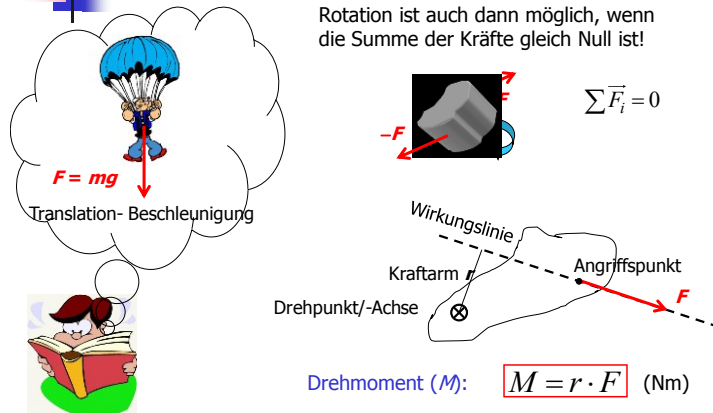 Rotation ist auch dann möglich, wenn
die Summe der Kräfte gleich Null ist!
F
−F
∑F⃗ᵢ = 0
F = mg
Translation- Beschleunigung
Wirkungslinie
Kraftarm r
Angriffspunkt
F
Drehpunkt/-Achse
Drehmoment (M): M = r · F (Nm)